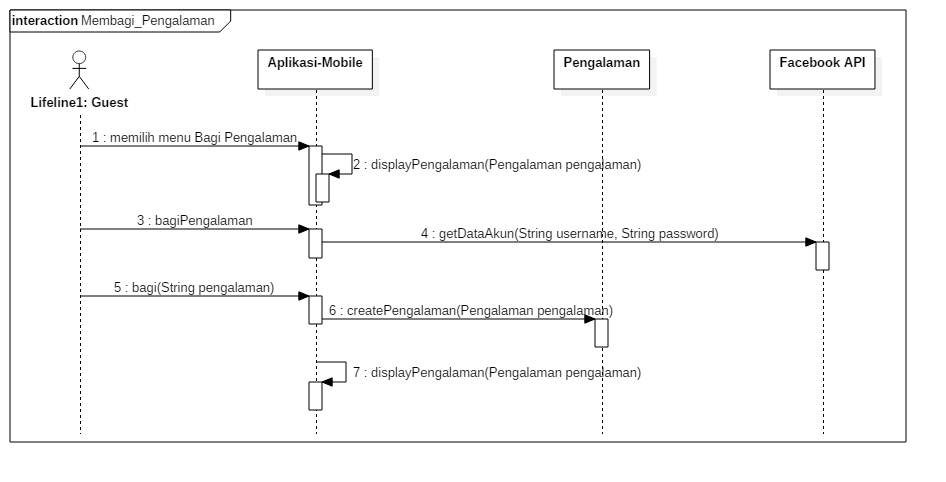 interaction Membagi_Pengalaman
Aplikasi-Mobile
Pengalaman
Facebook API
Lifeline1: Guest
1 : memilih menu Bagi Pengalaman
2 : displayPengalaman(Pengalaman pengalaman)
3 : bagiPengalaman
4 : getDataAkun(String username, String password)
5 : bagi(String pengalaman)
6 : createPengalaman(Pengalaman pengalaman)
7 : displayPengalaman(Pengalaman pengalaman)